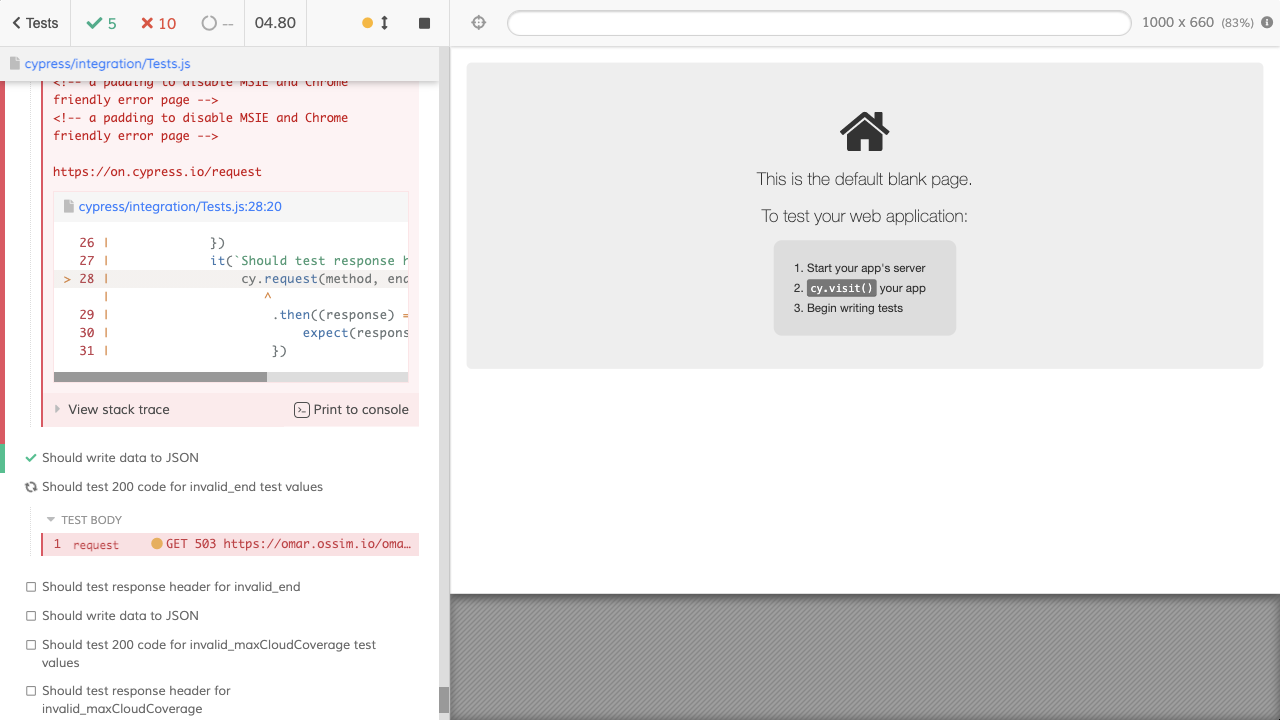 Tests
5
10
--
04.80
1000 x 660 (83%)
cypress/integration/Tests.js
<!-- a padding to disable MSIE and Chrome
friendly error page -->
<!-- a padding to disable MSIE and Chrome
friendly error page -->
https://on.cypress.io/request
cypress/integration/Tests.js:28:20
26 | })
27 | it(`Should test response h
> 28 | cy.request(method, end
| ^
29 | .then((response) =
30 | expect(respons
31 | })
View stack trace
Print to console
Should write data to JSON
Should test 200 code for invalid_end test values
TEST BODY
1 request GET 503 https://omar.ossim.io/oma…
Should test response header for invalid_end
Should write data to JSON
Should test 200 code for invalid_maxCloudCoverage test
values
Should test response header for
invalid_maxCloudCoverage
This is the default blank page.
To test your web application:
1. Start your app's server
2. cy.visit() your app
3. Begin writing tests